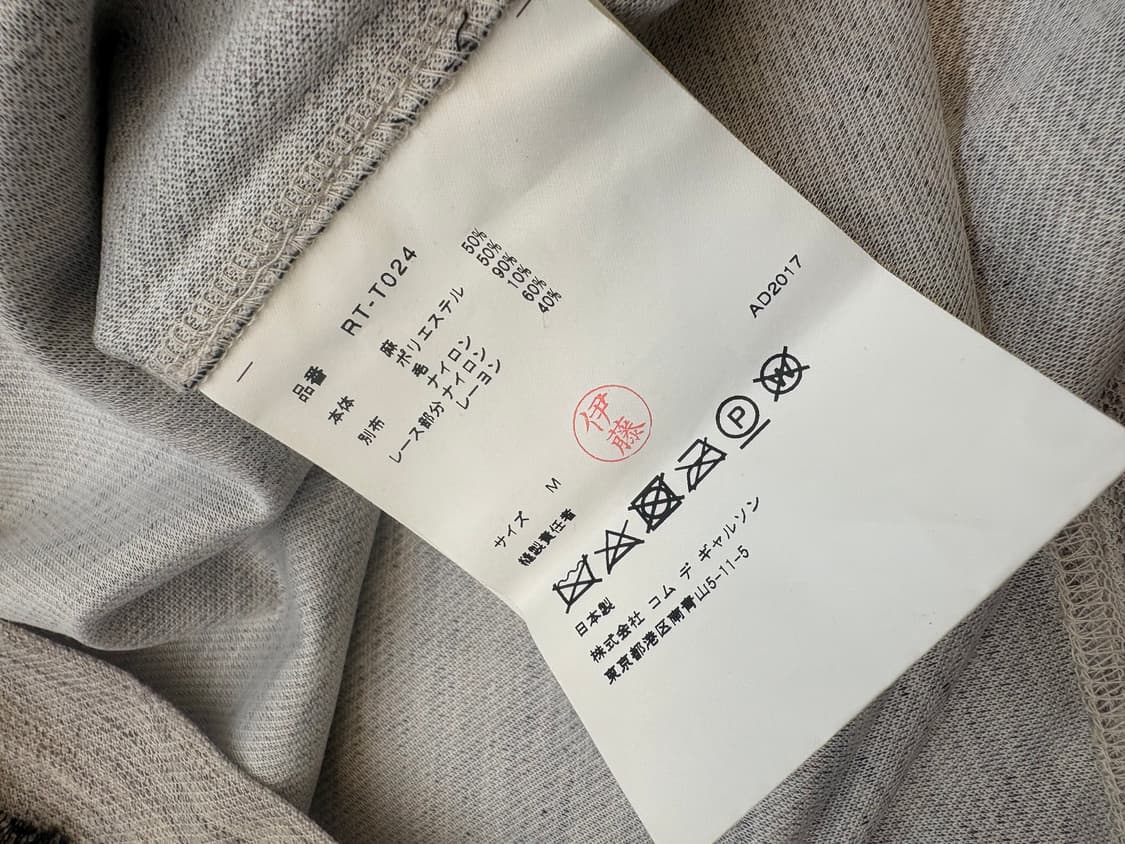 品番 RT-T024
本体 麻 50%
ポリエステル 50%
別布 毛 90%
ナイロン 10%
レース部分 ナイロン 60%
レーヨン 40%
サイズ M
縫製責任者 伊藤
AD2017
P
W
日本製
株式会社 コム デ ギャルソン
東京都港区南青山5-11-5